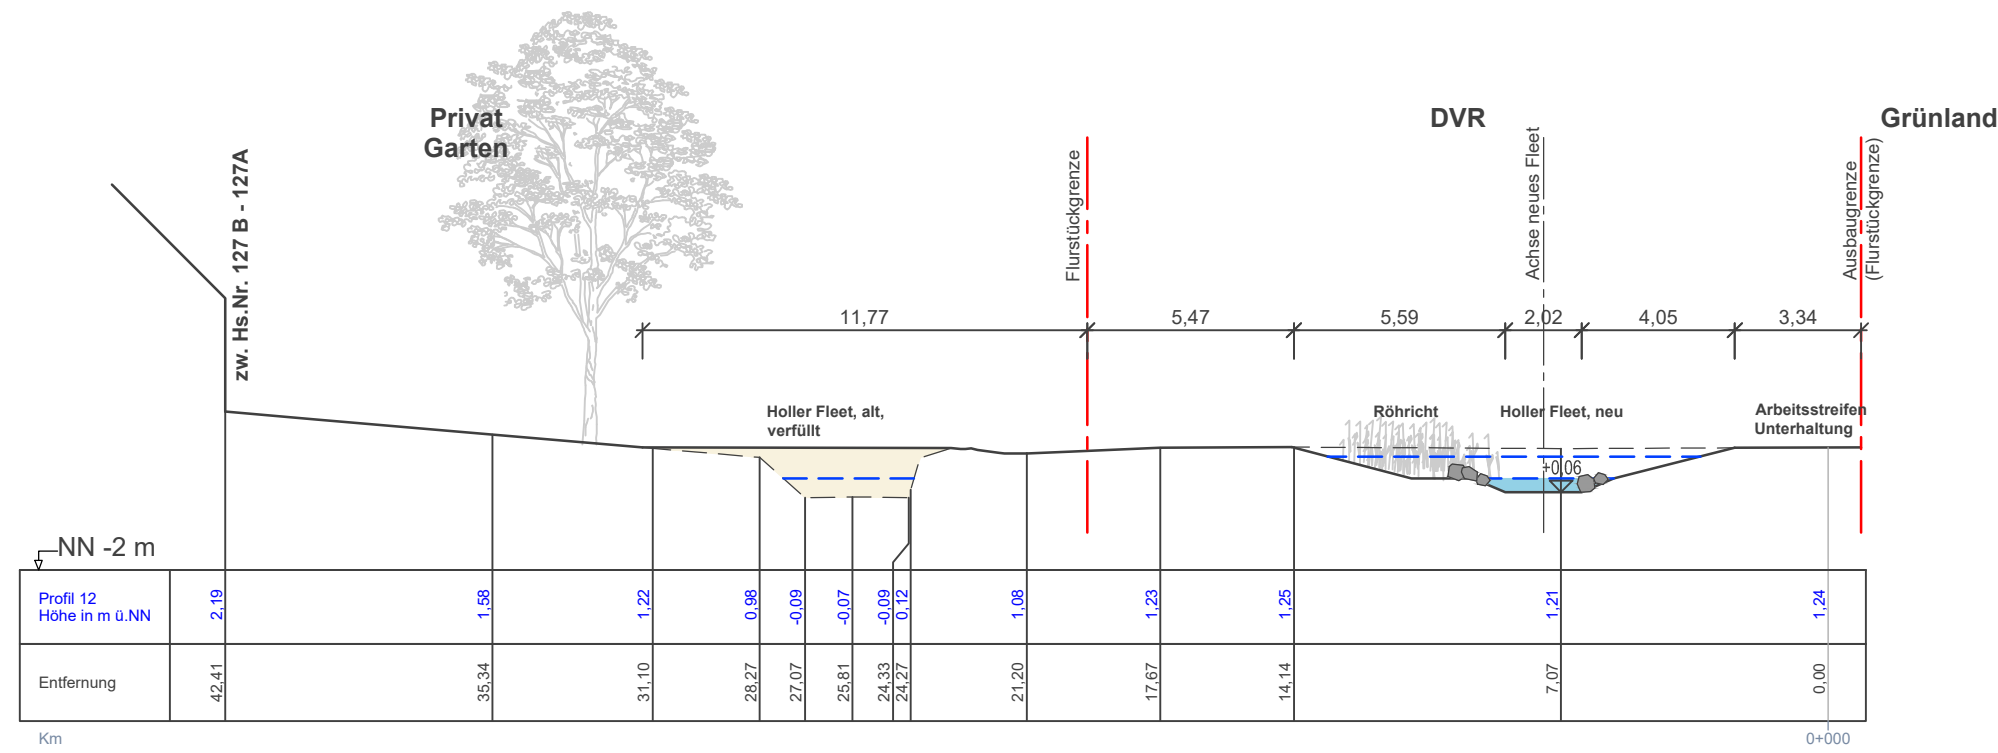 Privat
Garten
DVR
Grünland
zw. Hs.Nr. 127 B - 127A
Flurstückgrenze
Achse neues Fleet
Ausbaugrenze
(Flurstückgrenze)
11,77
5,47
5,59
2,02
4,05
3,34
Holler Fleet, alt,
verfüllt
Röhricht
Holler Fleet, neu
Arbeitsstreifen
Unterhaltung
+0,06
NN -2 m
Profil 12
Höhe in m ü.NN
2,19
1,58
1,22
0,98
-0,09
-0,07
-0,09
0,12
1,08
1,23
1,25
1,21
1,24
Entfernung
42,41
35,34
31,10
28,27
27,07
25,81
24,33
24,27
21,20
17,67
14,14
7,07
0,00
Km
0+000